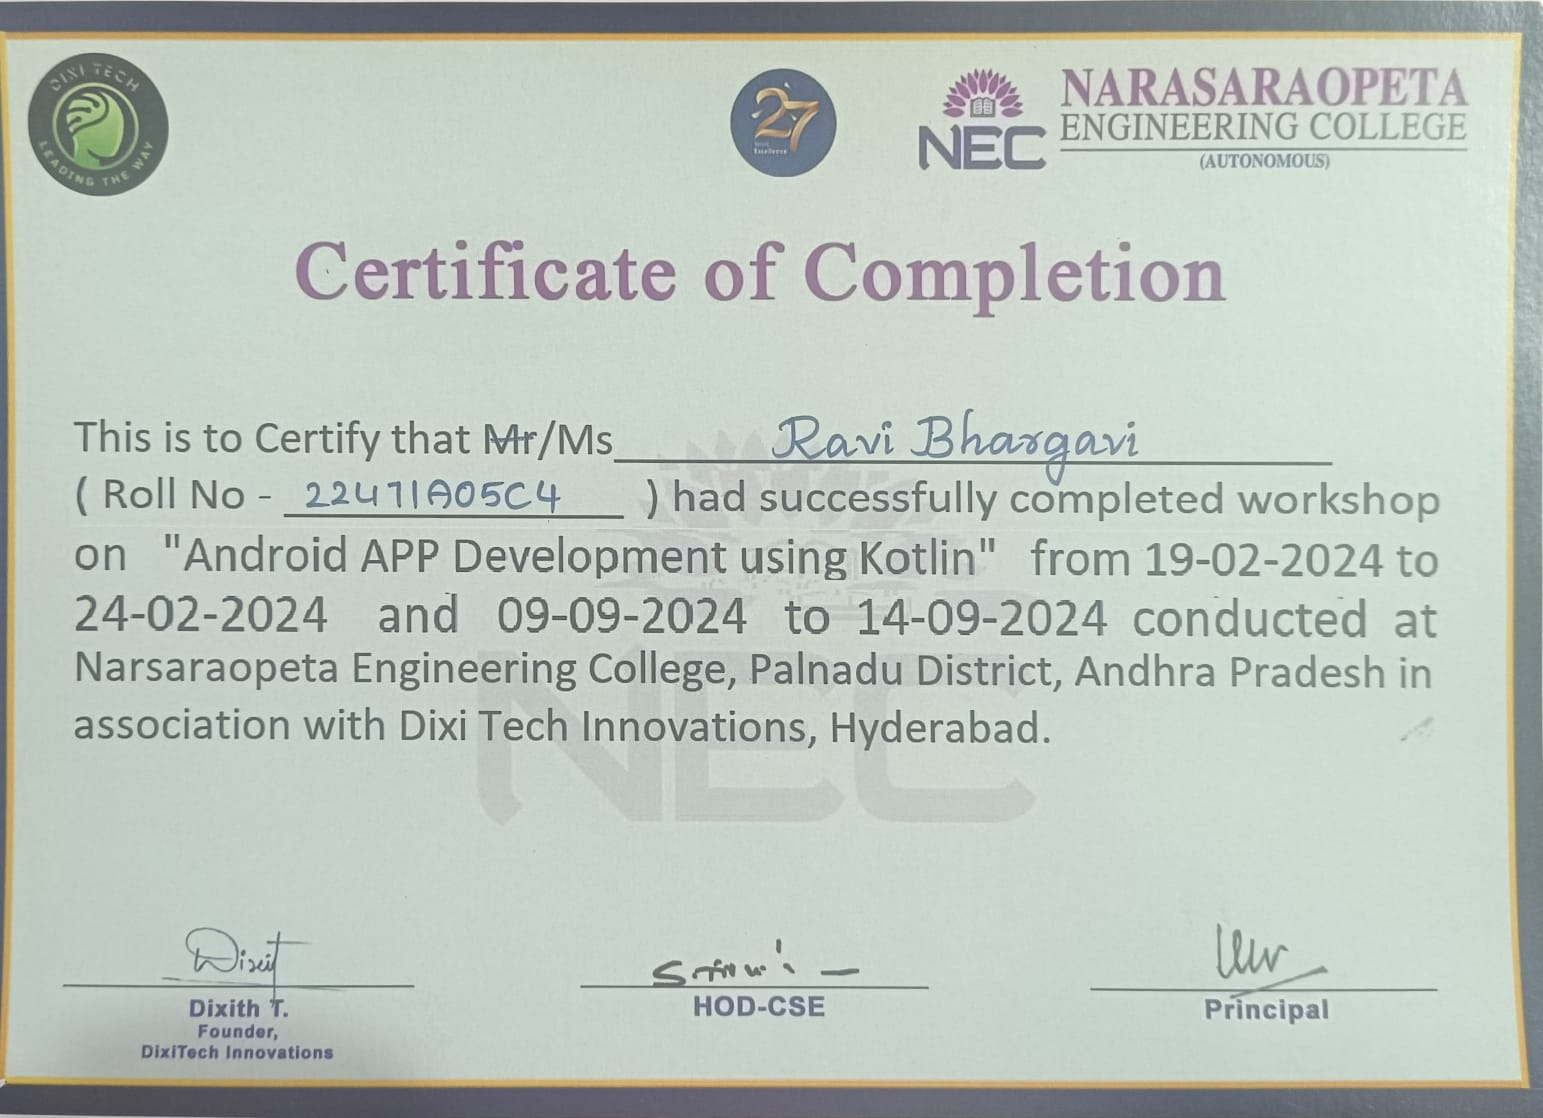 DIXI TECH
LEADING THE WAY
27
Excellence
NEC
NARASARAOPETA
ENGINEERING COLLEGE
(AUTONOMOUS)
Certificate of Completion
This is to Certify that Mr/Ms Ravi Bhargavi
( Roll No - 22471A05C4 ) had successfully completed workshop
on "Android APP Development using Kotlin" from 19-02-2024 to
24-02-2024 and 09-09-2024 to 14-09-2024 conducted at
Narsaraopeta Engineering College, Palnadu District, Andhra Pradesh in
association with Dixi Tech Innovations, Hyderabad.
NEC
Dixit
Dixith T.
Founder,
DixiTech Innovations
HOD-CSE
Principal